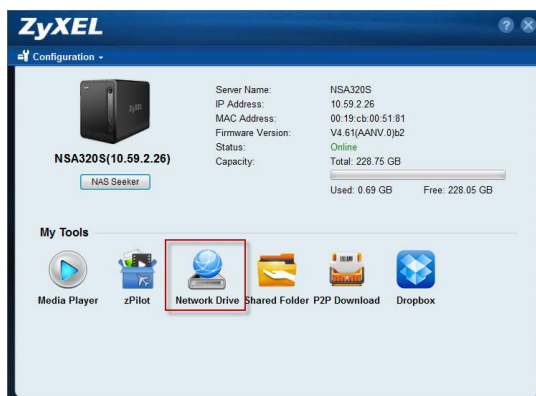 ZyXEL
Configuration
NSA320S(10.59.2.26)
NAS Seeker
Server Name: NSA320S
IP Address: 10.59.2.26
MAC Address: 00:19:cb:00:51:81
Firmware Version: V4.61(AANV.0)b2
Status: Online
Capacity: Total: 228.75 GB
Used: 0.69 GB Free: 228.05 GB
My Tools
Media Player zPilot Network Drive Shared Folder P2P Download Dropbox